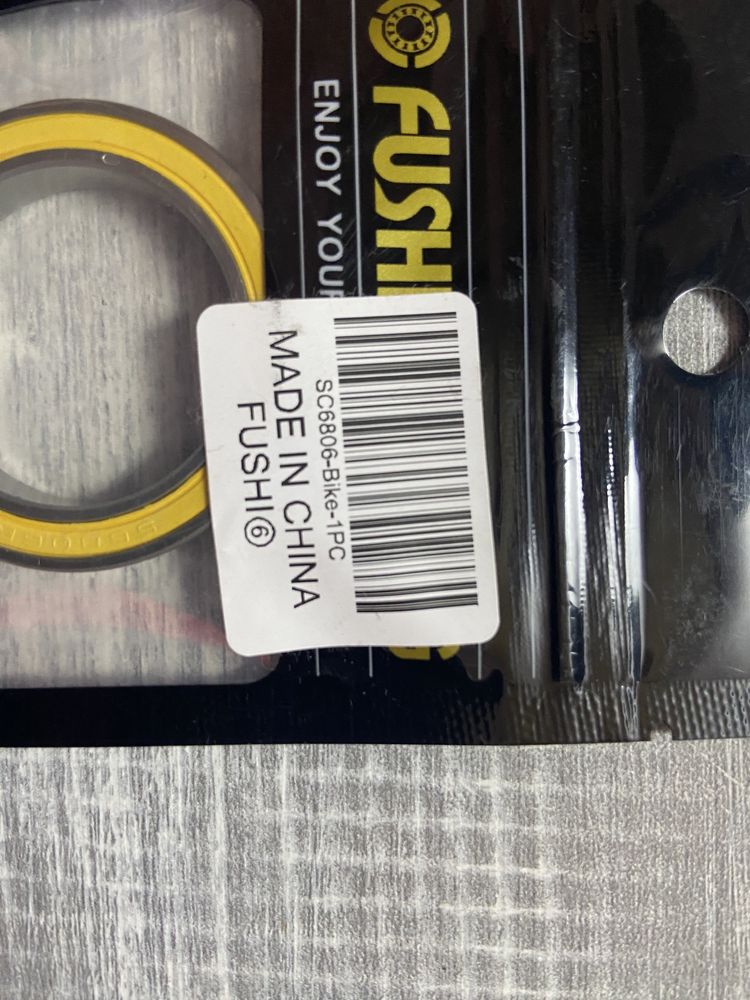 FUSHI
ENJOY YOUR
SC6806-Bike-1PC
MADE IN CHINA
FUSHI⑥